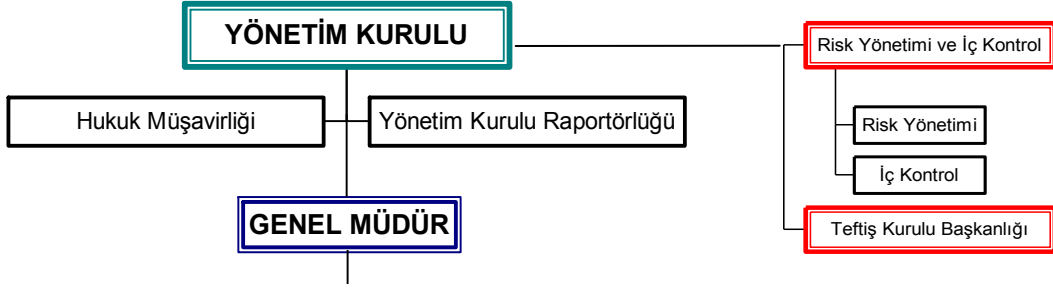 YÖNETİM KURULU
Risk Yönetimi ve İç Kontrol
Hukuk Müşavirliği
Yönetim Kurulu Raportörlüğü
Risk Yönetimi
İç Kontrol
GENEL MÜDÜR
Teftiş Kurulu Başkanlığı